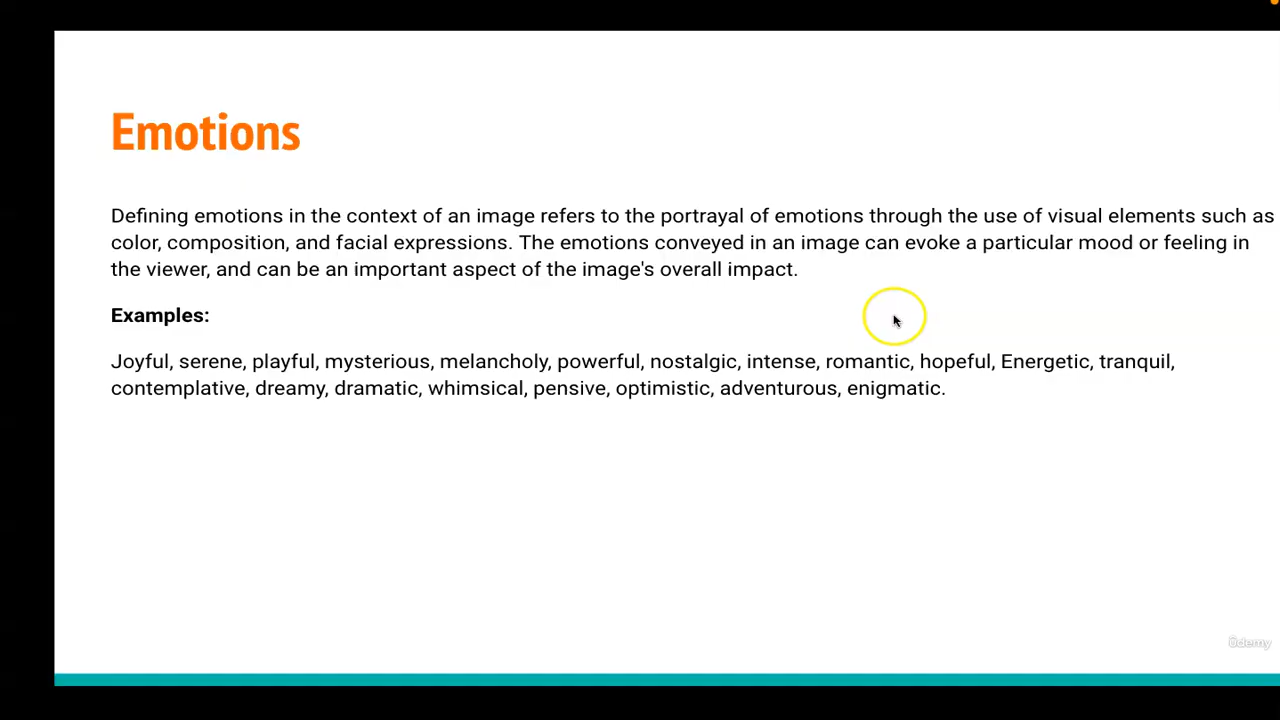 Emotions
Defining emotions in the context of an image refers to the portrayal of emotions through the use of visual elements such as
color, composition, and facial expressions. The emotions conveyed in an image can evoke a particular mood or feeling in
the viewer, and can be an important aspect of the image's overall impact.
Examples:
Joyful, serene, playful, mysterious, melancholy, powerful, nostalgic, intense, romantic, hopeful, Energetic, tranquil,
contemplative, dreamy, dramatic, whimsical, pensive, optimistic, adventurous, enigmatic.
Ûdemy